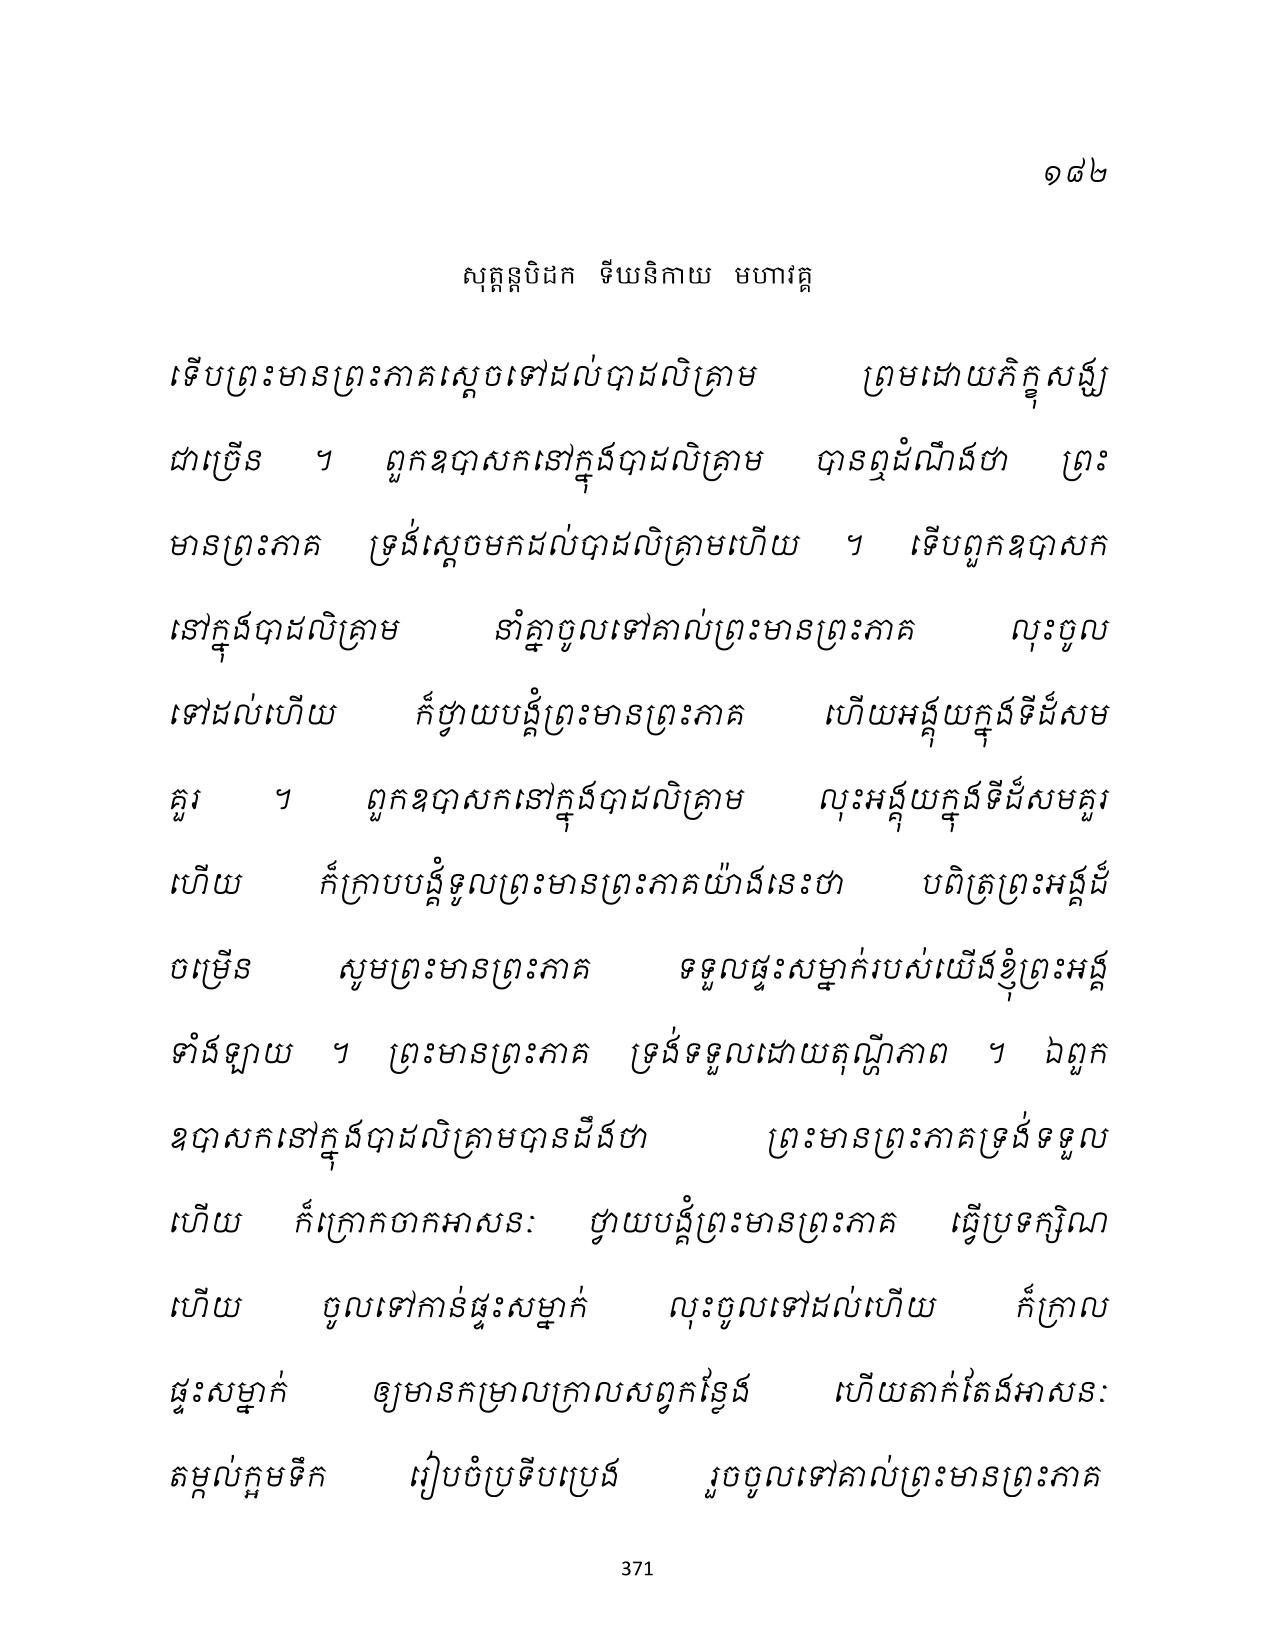 ១៨២
សុត្តន្តបិដក ទីឃនិកាយ មហាវគ្គ
ទើបព្រះមានព្រះភាគស្តេចទៅដល់បាដលិគ្រាម ព្រមដោយភិក្ខុសង្ឃ
ជាច្រើន ។ ពួកឧបាសកនៅក្នុងបាដលិគ្រាម បានឮដំណឹងថា ព្រះ
មានព្រះភាគ ទ្រង់ស្តេចមកដល់បាដលិគ្រាមហើយ ។ ទើបពួកឧបាសក
នៅក្នុងបាដលិគ្រាម នាំគ្នាចូលទៅគាល់ព្រះមានព្រះភាគ លុះចូល
ទៅដល់ហើយ ក៏ថ្វាយបង្គំព្រះមានព្រះភាគ ហើយអង្គុយក្នុងទីដ៏សម
គួរ ។ ពួកឧបាសកនៅក្នុងបាដលិគ្រាម លុះអង្គុយក្នុងទីដ៏សមគួរ
ហើយ ក៏ក្រាបបង្គំទូលព្រះមានព្រះភាគយ៉ាងនេះថា បពិត្រព្រះអង្គដ៏
ចម្រើន សូមព្រះមានព្រះភាគ ទទួលផ្ទះសម្នាក់របស់យើងខ្ញុំព្រះអង្គ
ទាំងឡាយ ។ ព្រះមានព្រះភាគ ទ្រង់ទទួលដោយតុណ្ហីភាព ។ ឯពួក
ឧបាសកនៅក្នុងបាដលិគ្រាមបានដឹងថា ព្រះមានព្រះភាគទ្រង់ទទួល
ហើយ ក៏ក្រោកចាកអាសនៈ ថ្វាយបង្គំព្រះមានព្រះភាគ ធ្វើប្រទក្សិណ
ហើយ ចូលទៅកាន់ផ្ទះសម្នាក់ លុះចូលទៅដល់ហើយ ក៏ក្រាល
ផ្ទះសម្នាក់ ឲ្យមានកម្រាលក្រាលសព្វកន្លែង ហើយតាក់តែងអាសនៈ
តម្កល់ក្អមទឹក រៀបចំប្រទីបប្រេង រួចចូលទៅគាល់ព្រះមានព្រះភាគ
371